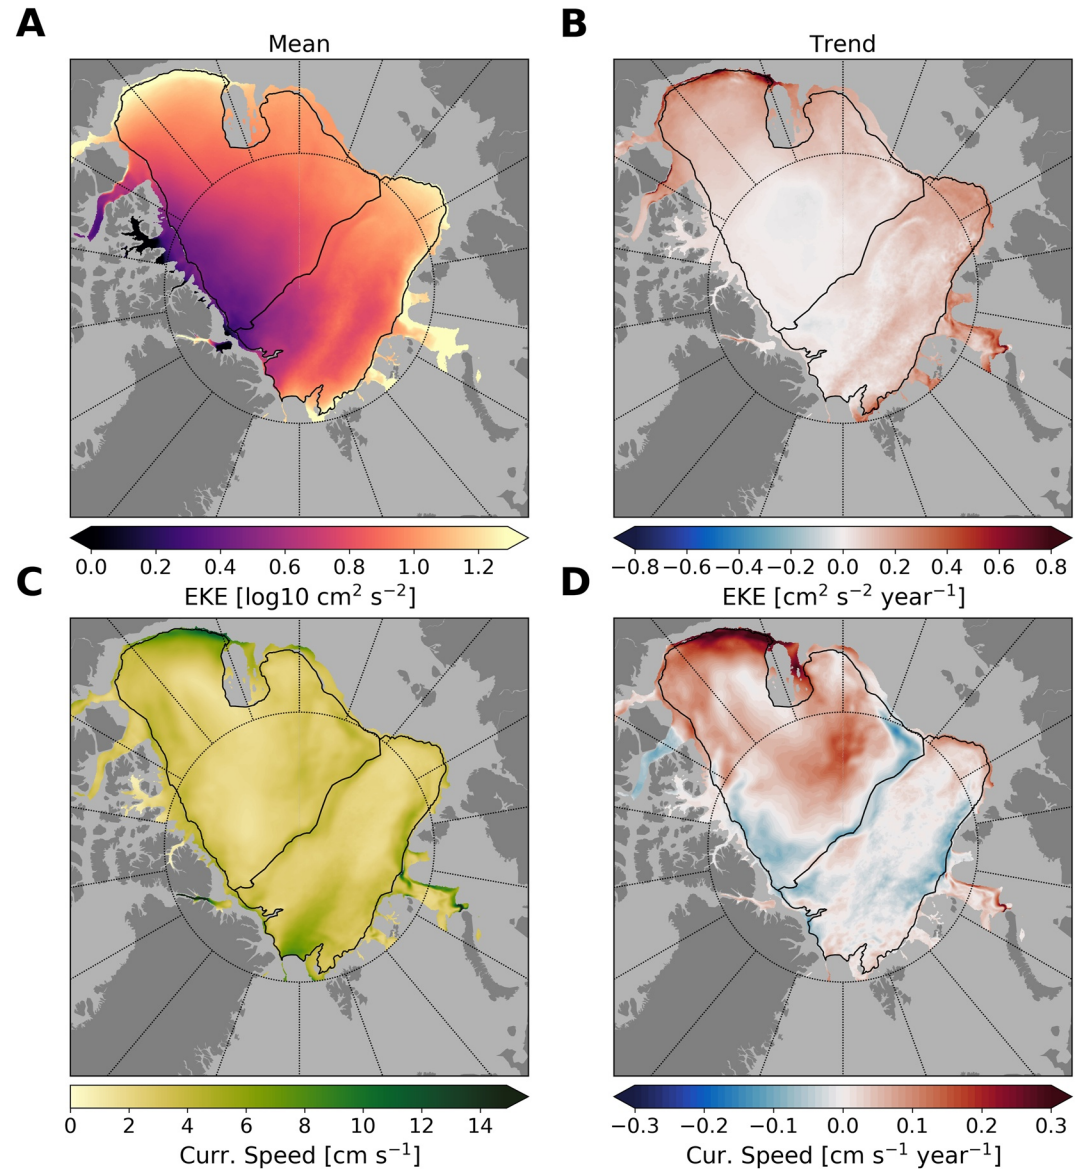 A
B
Mean
Trend
0.0 0.2 0.4 0.6 0.8 1.0 1.2
EKE [log10 cm² s⁻²]
−0.8 −0.6 −0.4 −0.2 0.0 0.2 0.4 0.6 0.8
EKE [cm² s⁻² year⁻¹]
C
D
0 2 4 6 8 10 12 14
Curr. Speed [cm s⁻¹]
−0.3 −0.2 −0.1 0.0 0.1 0.2 0.3
Cur. Speed [cm s⁻¹ year⁻¹]